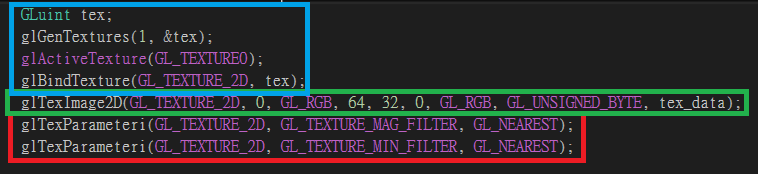 GLuint tex;
glGenTextures(1, &tex);
glActiveTexture(GL_TEXTURE0);
glBindTexture(GL_TEXTURE_2D, tex);
glTexImage2D(GL_TEXTURE_2D, 0, GL_RGB, 64, 32, 0, GL_RGB, GL_UNSIGNED_BYTE, tex_data);
glTexParameteri(GL_TEXTURE_2D, GL_TEXTURE_MAG_FILTER, GL_NEAREST);
glTexParameteri(GL_TEXTURE_2D, GL_TEXTURE_MIN_FILTER, GL_NEAREST);